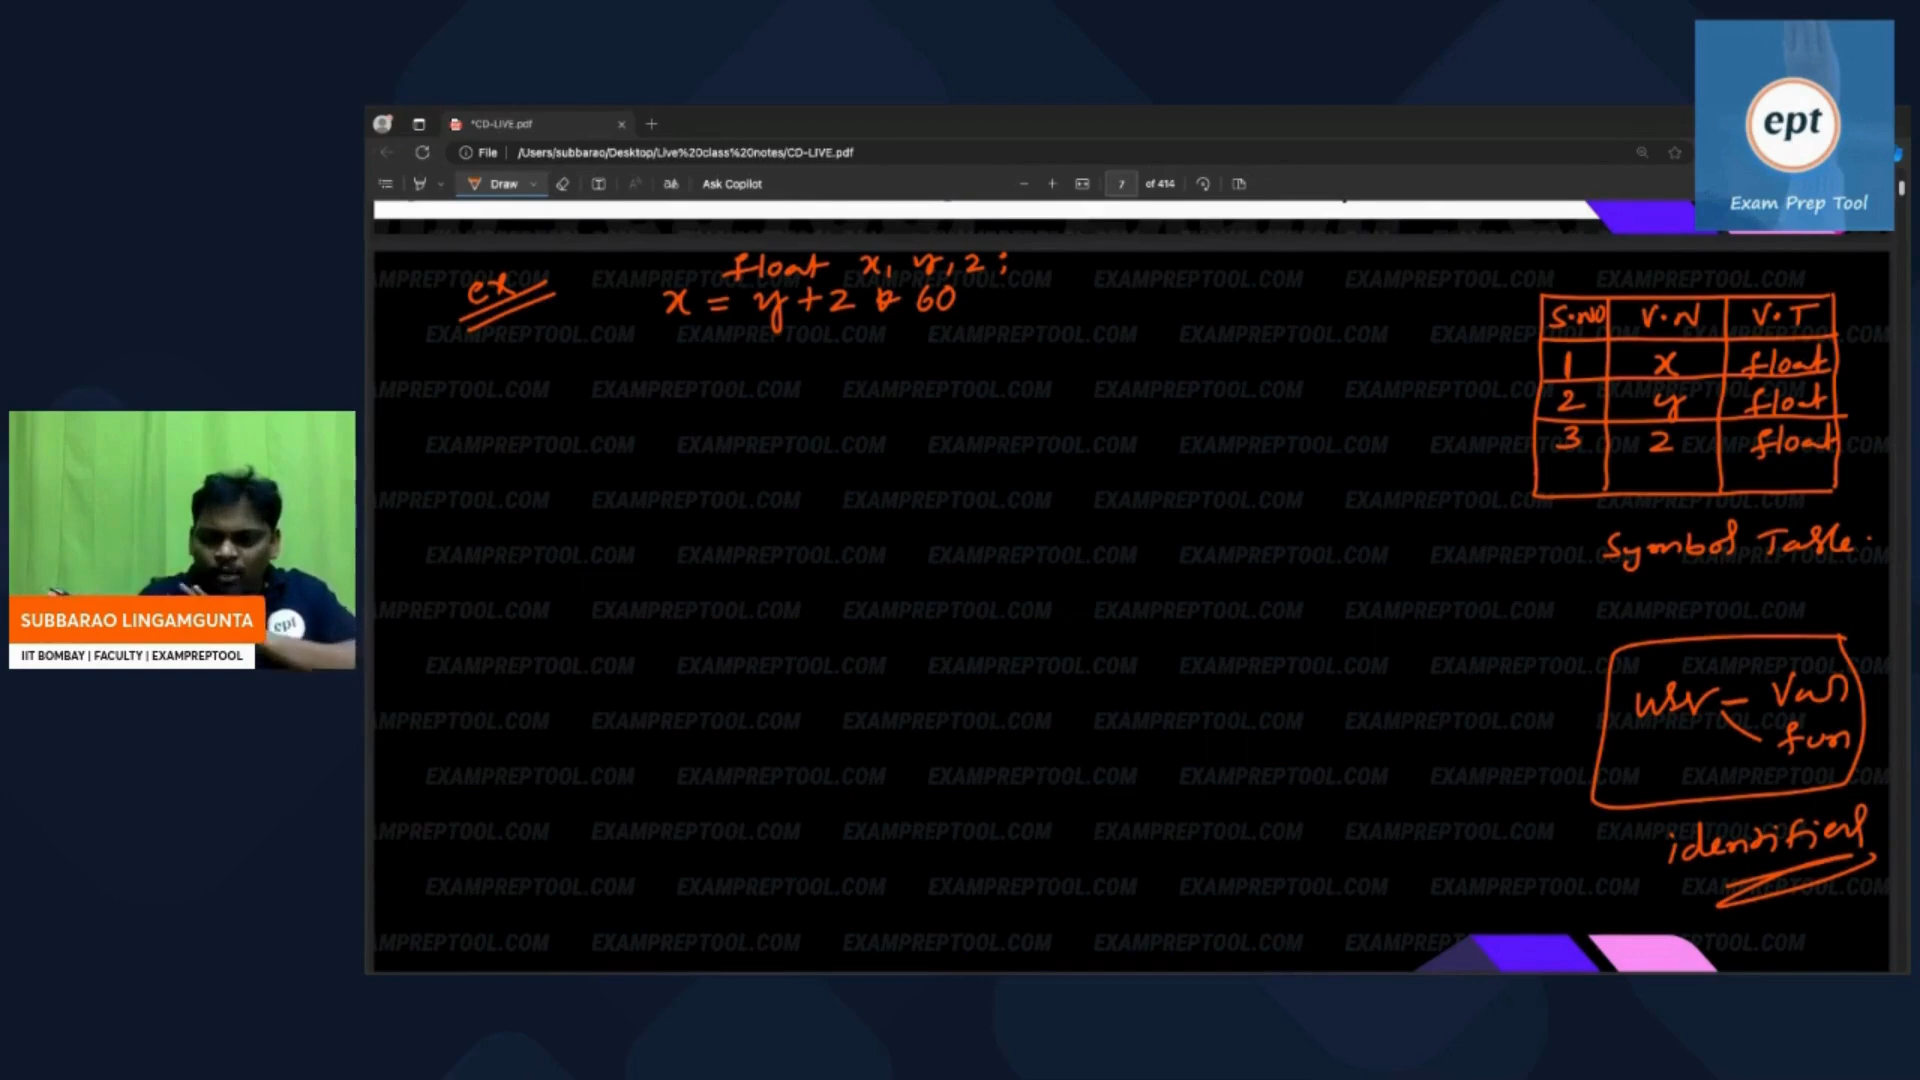 ept
Exam Prep Tool
*CD-LIVE.pdf
File | /Users/subbarao/Desktop/Live%20class%20notes/CD-LIVE.pdf
Draw
Ask Copilot
7 of 414
ex
float x, y, z;
x = y + z * 60
S.NO V.N V.T
1 x float
2 y float
3 z float
Symbol Table.
usr - Var
fun
identifier
ept
SUBBARAO LINGAMGUNTA
IIT BOMBAY | FACULTY | EXAMPREPTOOL
EXAMPREPTOOL.COM